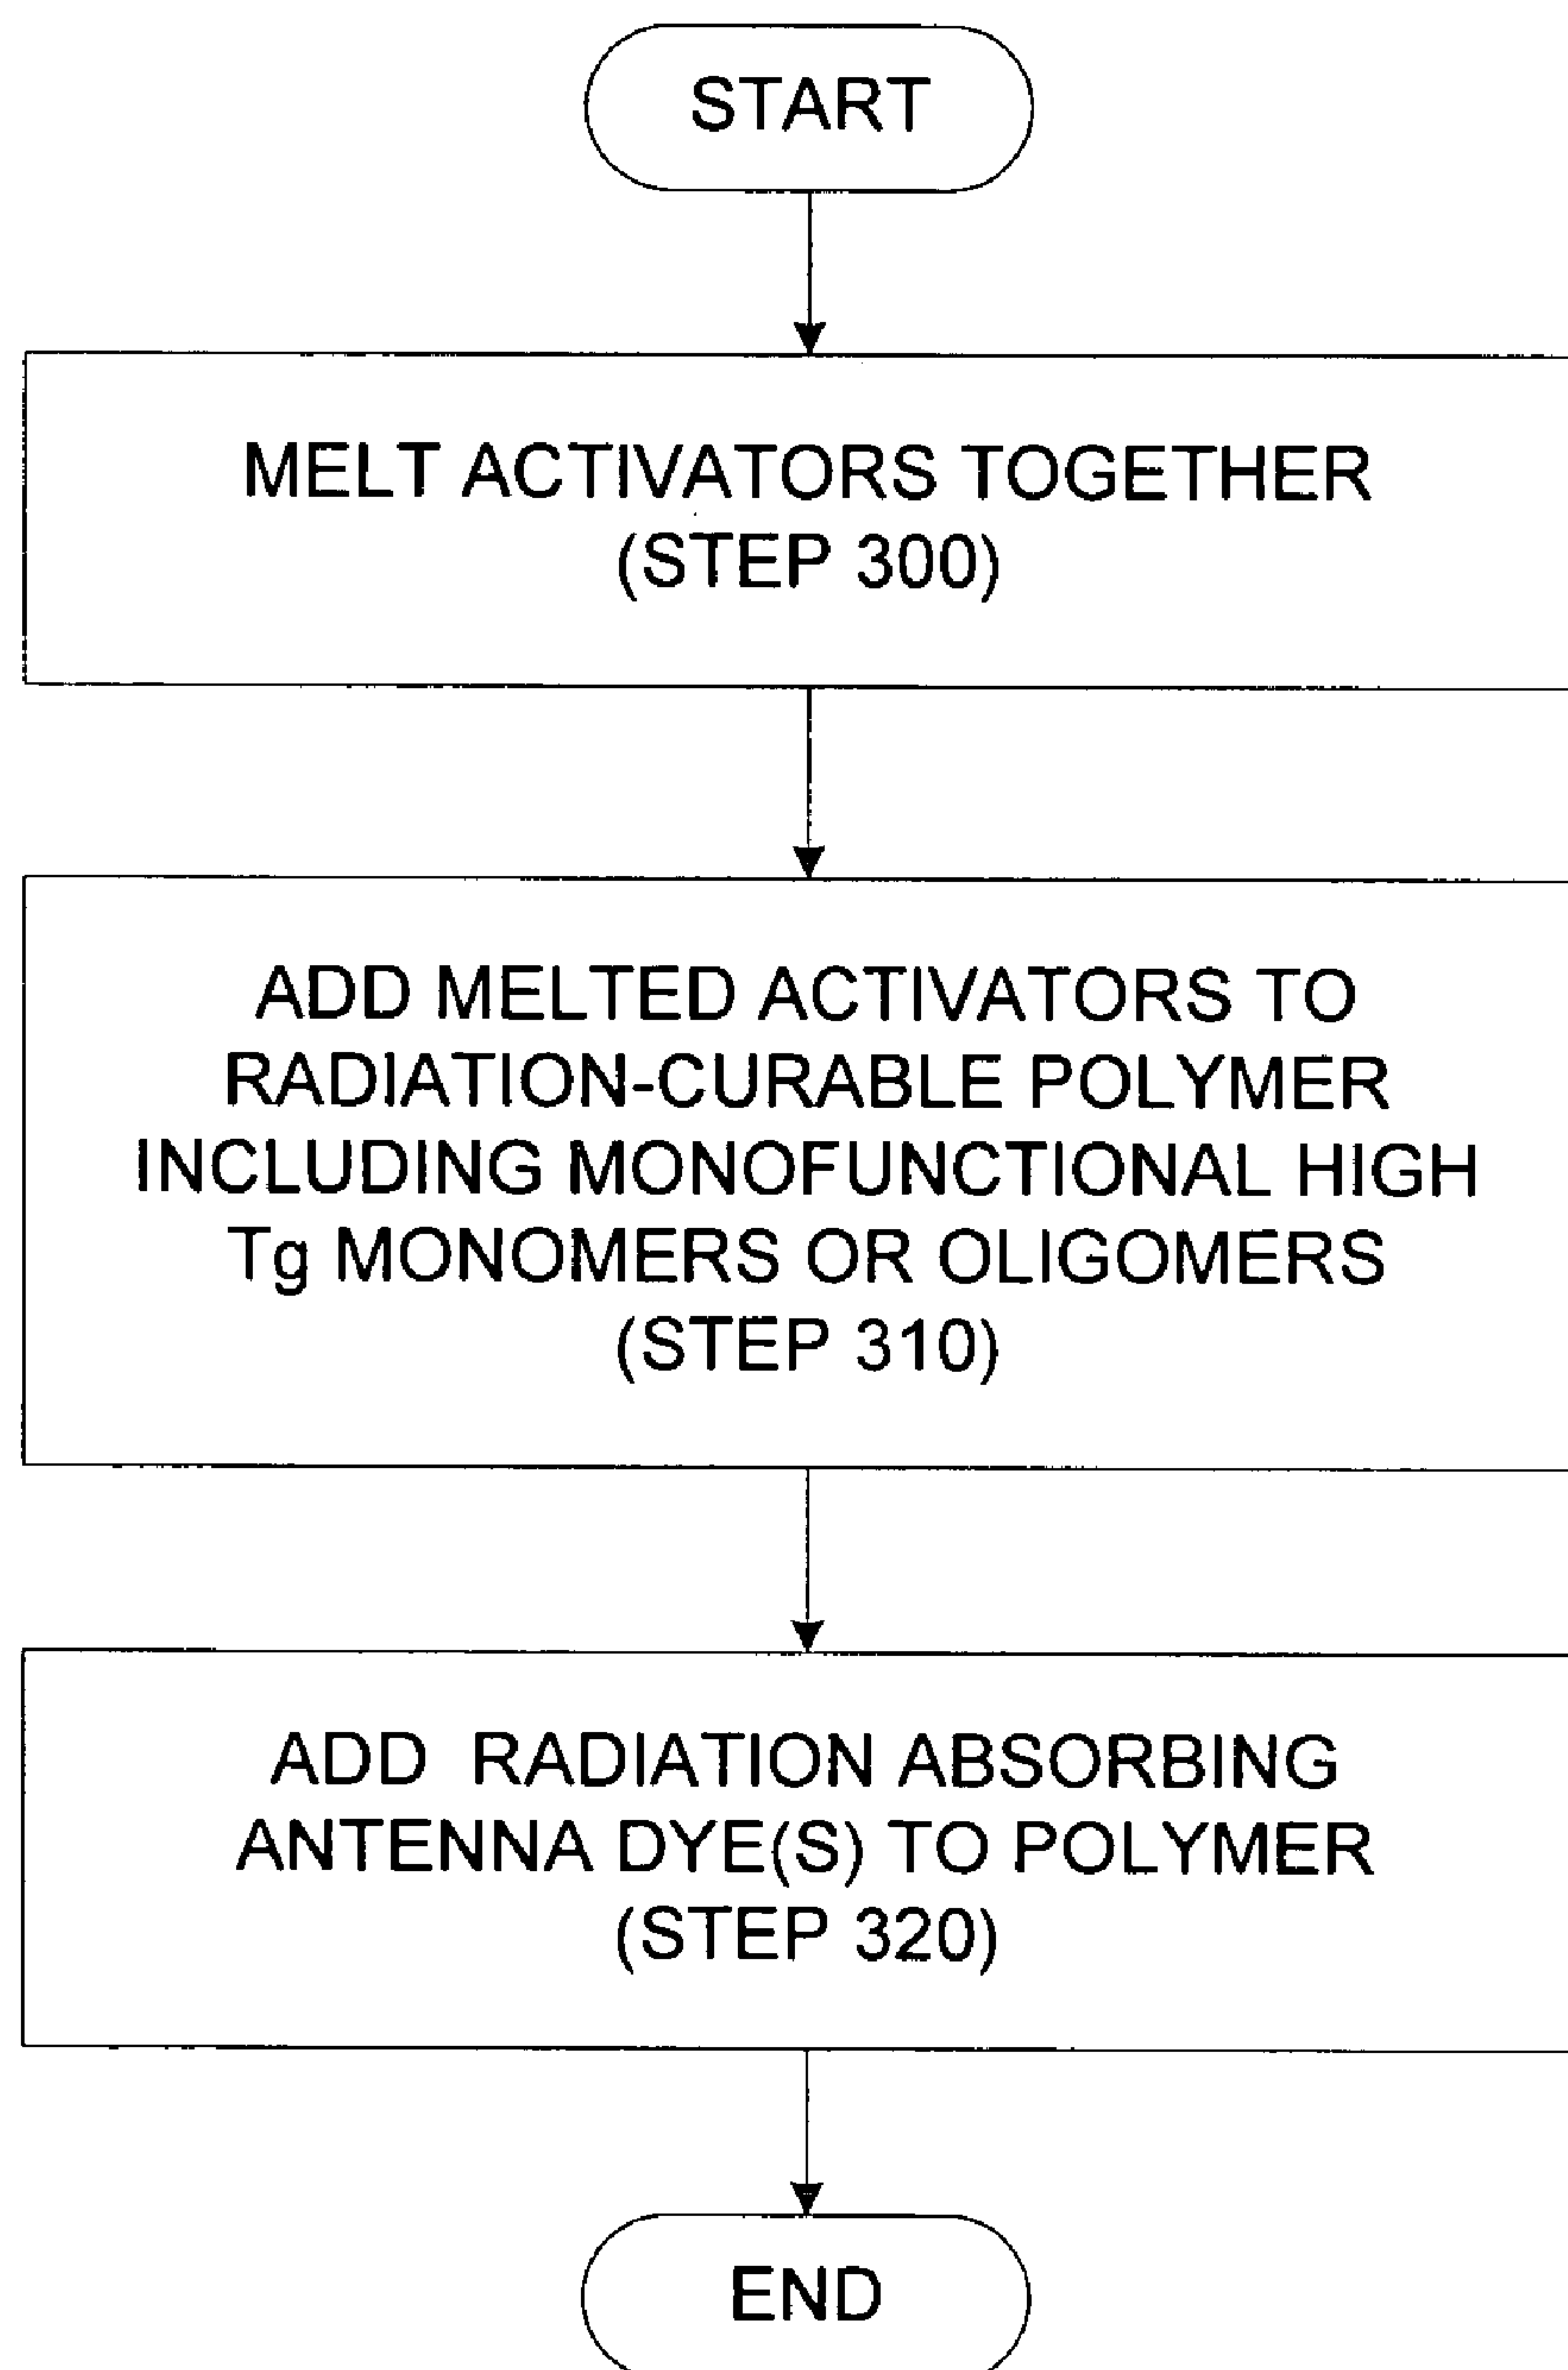 START
MELT ACTIVATORS TOGETHER
(STEP 300)
ADD MELTED ACTIVATORS TO
RADIATION-CURABLE POLYMER
INCLUDING MONOFUNCTIONAL HIGH
Tg MONOMERS OR OLIGOMERS
(STEP 310)
ADD RADIATION ABSORBING
ANTENNA DYE(S) TO POLYMER
(STEP 320)
END